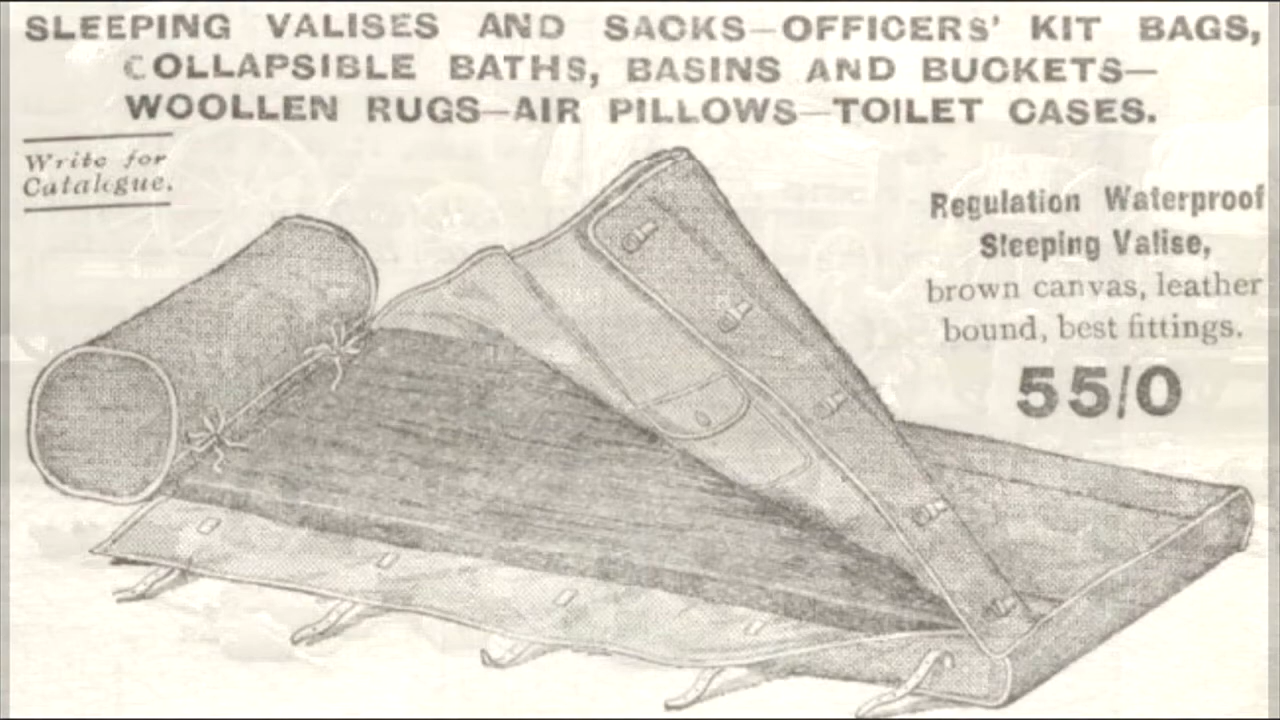 SLEEPING VALISES AND SACKS—OFFICERS' KIT BAGS,
COLLAPSIBLE BATHS, BASINS AND BUCKETS—
WOOLLEN RUGS—AIR PILLOWS—TOILET CASES.
Write for
Catalogue.
Regulation Waterproof
Sleeping Valise,
brown canvas, leather
bound, best fittings.
55/0